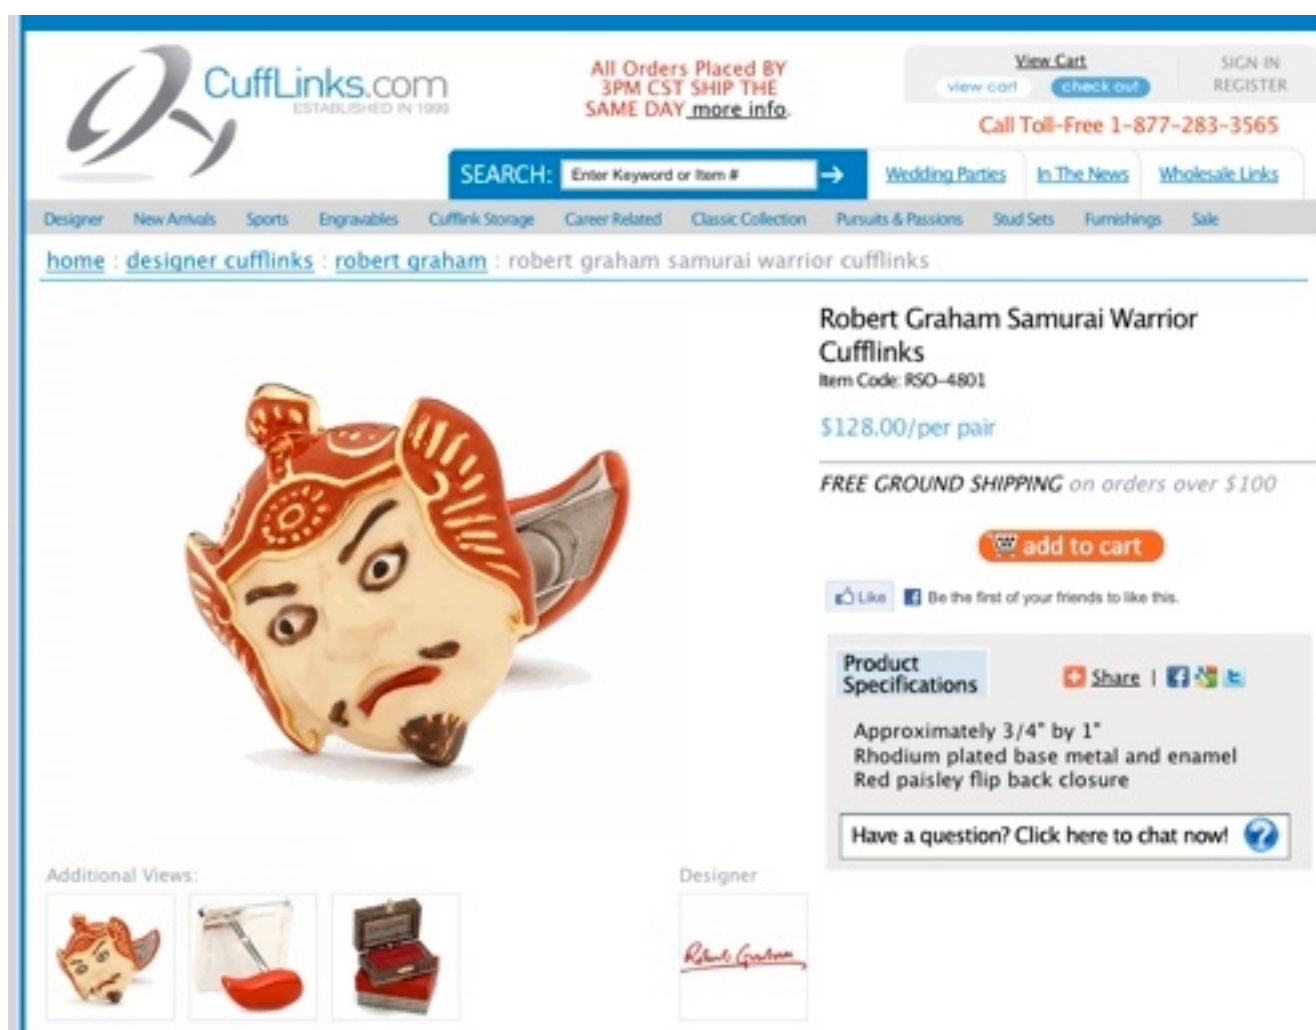 CuffLinks.com
ESTABLISHED IN 1999
All Orders Placed BY
3PM CST SHIP THE
SAME DAY more info.
View Cart
view cart
check out
SIGN IN
REGISTER
Call Toll-Free 1-877-283-3565
SEARCH:
Enter Keyword or Item #
Wedding Parties
In The News
Wholesale Links
Designer New Arrivals Sports Engravables Cufflink Storage Career Related Classic Collection Pursuits & Passions Stud Sets Furnishings Sale
home : designer cufflinks : robert graham : robert graham samurai warrior cufflinks
Robert Graham Samurai Warrior
Cufflinks
Item Code: RSO-4801
$128.00/per pair
FREE GROUND SHIPPING on orders over $100
add to cart
Like
Be the first of your friends to like this.
Product
Specifications
Share |
Approximately 3/4" by 1"
Rhodium plated base metal and enamel
Red paisley flip back closure
Have a question? Click here to chat now! ?
Additional Views:
Designer
Robert Graham